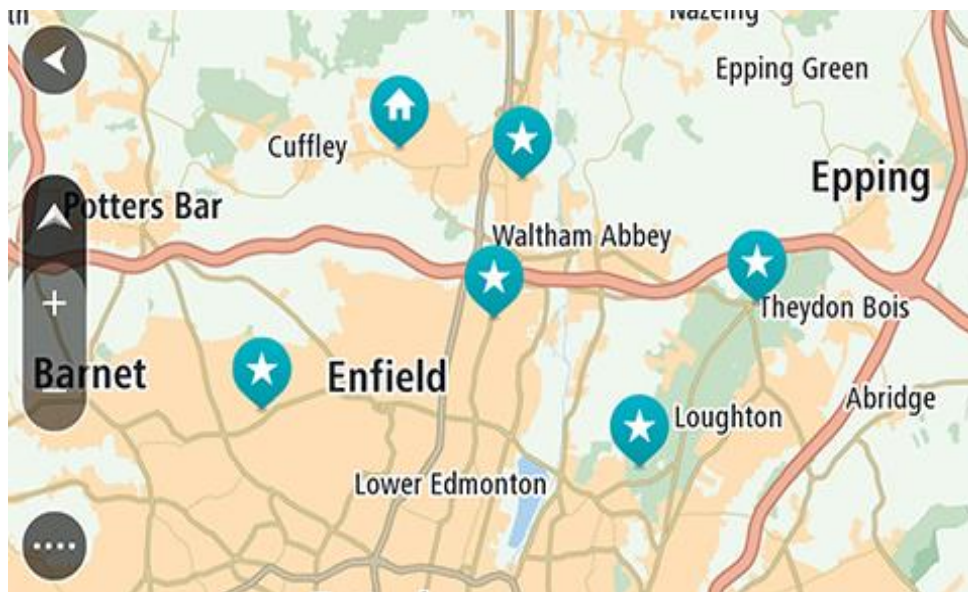 Nazeing
Epping Green
Cuffley
Epping
Potters Bar
Waltham Abbey
Theydon Bois
Barnet
Enfield
Abridge
Loughton
Lower Edmonton